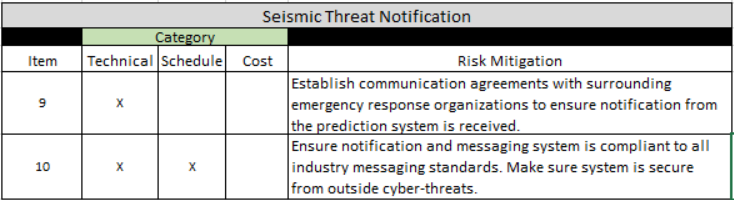 Seismic Threat Notification
Category
Item Technical Schedule Cost Risk Mitigation
Establish communication agreements with surrounding
9 X emergency response organizations to ensure notification from
the prediction system is received.
Ensure notification and messaging system is compliant to all
10 X X industry messaging standards. Make sure system is secure
from outside cyber-threats.